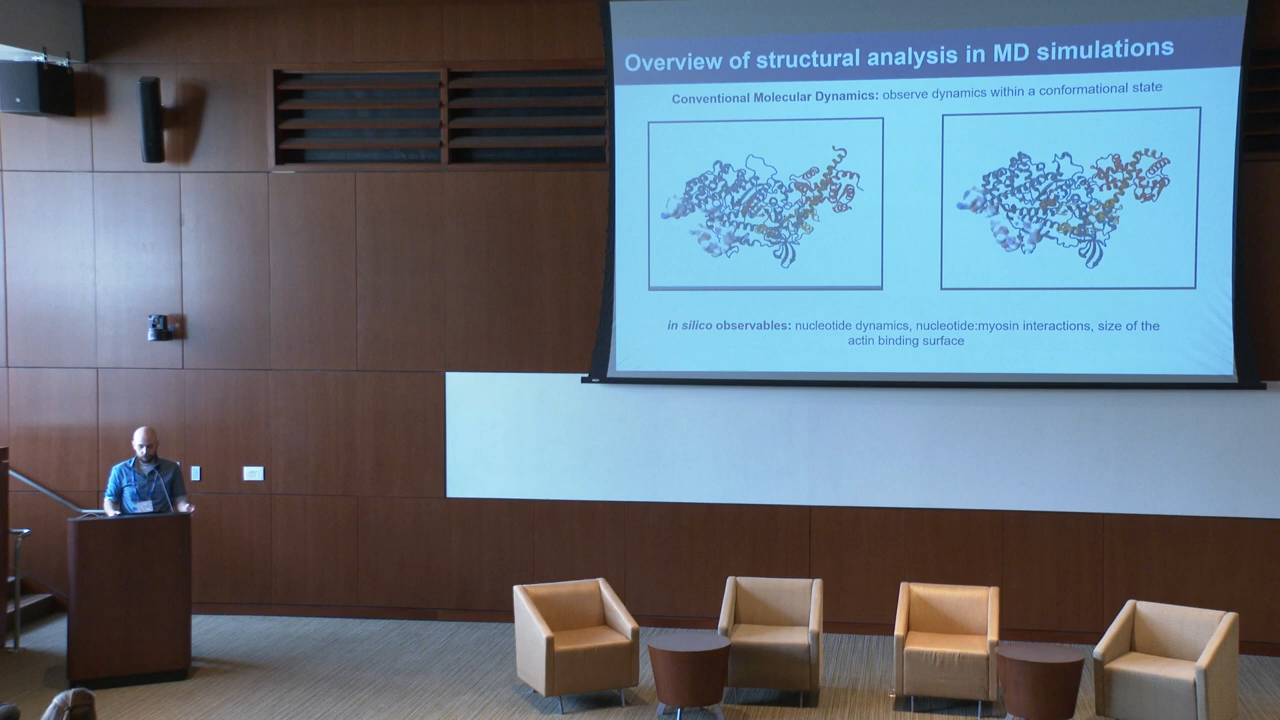 Overview of structural analysis in MD simulations
Conventional Molecular Dynamics: observe dynamics within a conformational state
in silico observables: nucleotide dynamics, nucleotide:myosin interactions, size of the
actin binding surface